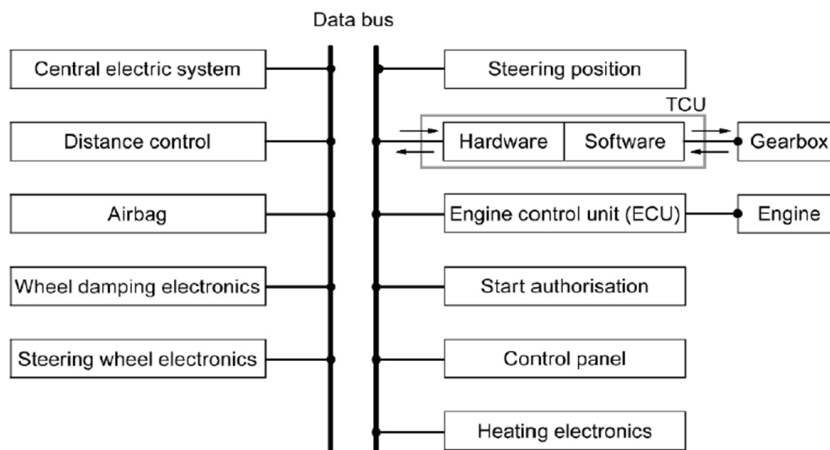 Data bus
Central electric system
Steering position
TCU
Distance control
Hardware
Software
Gearbox
Airbag
Engine control unit (ECU)
Engine
Wheel damping electronics
Start authorisation
Steering wheel electronics
Control panel
Heating electronics